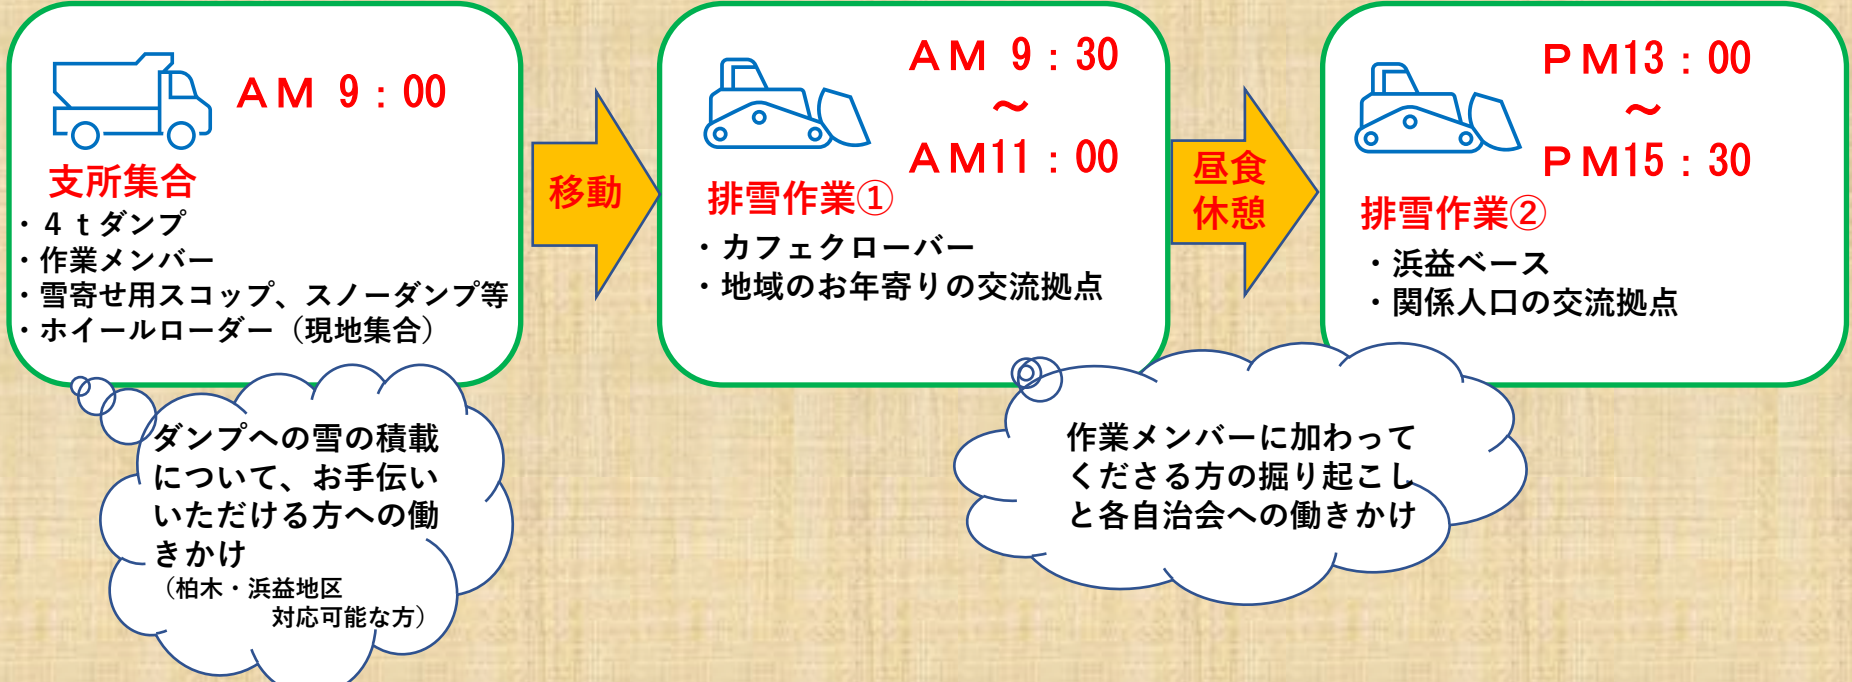 AM 9:00
支所集合
・4tダンプ
・作業メンバー
・雪寄せ用スコップ、スノーダンプ等
・ホイールローダー(現地集合)
移動
AM 9:30
～
AM11:00
排雪作業①
・カフェクローバー
・地域のお年寄りの交流拠点
昼食
休憩
PM13:00
～
PM15:30
排雪作業②
・浜益ベース
・関係人口の交流拠点
ダンプへの雪の積載
について、お手伝い
いただける方への働
きかけ
(柏木・浜益地区
対応可能な方)
作業メンバーに加わって
くださる方の掘り起こし
と各自治会への働きかけ